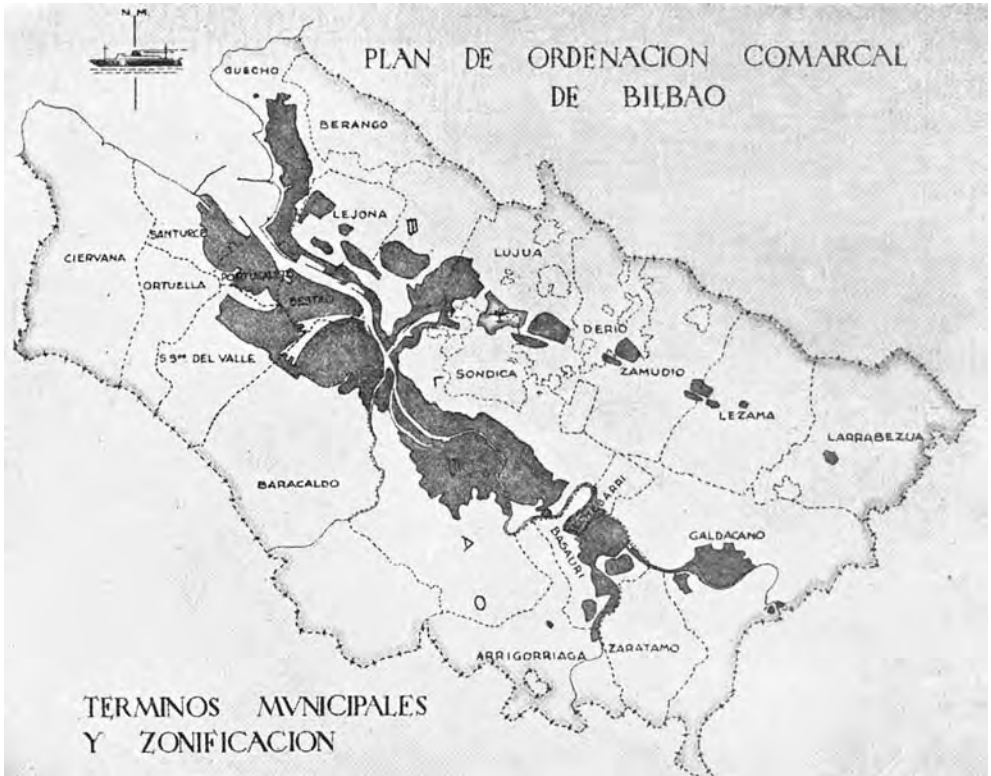 N. M.
PLAN DE ORDENACION COMARCAL
DE BILBAO
GUECHO
BERANGO
LEJONA
SANTURCE
LUJUA
CIERVANA
ORTUELLA
PORTUGALETE
SESTAO
DERIO
S Sᵒˢ DEL VALLE
SONDICA
ZAMUDIO
LEZAMA
LARRABEZUA
BARACALDO
BASAURI
GALDACANO
A
O
ARRIGORRIAGA
ZARATAMO
TERMINOS MVNICIPALES
Y ZONIFICACION